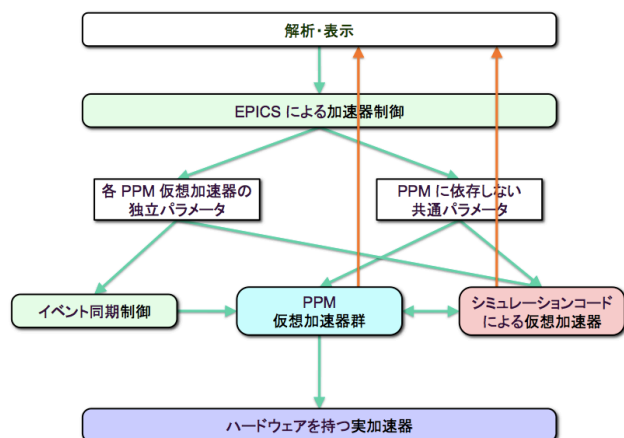 解析・表示
EPICS による加速器制御
各 PPM 仮想加速器の
独立パラメータ
PPM に依存しない
共通パラメータ
イベント同期制御
PPM
仮想加速器群
シミュレーションコード
による仮想加速器
ハードウェアを持つ実加速器